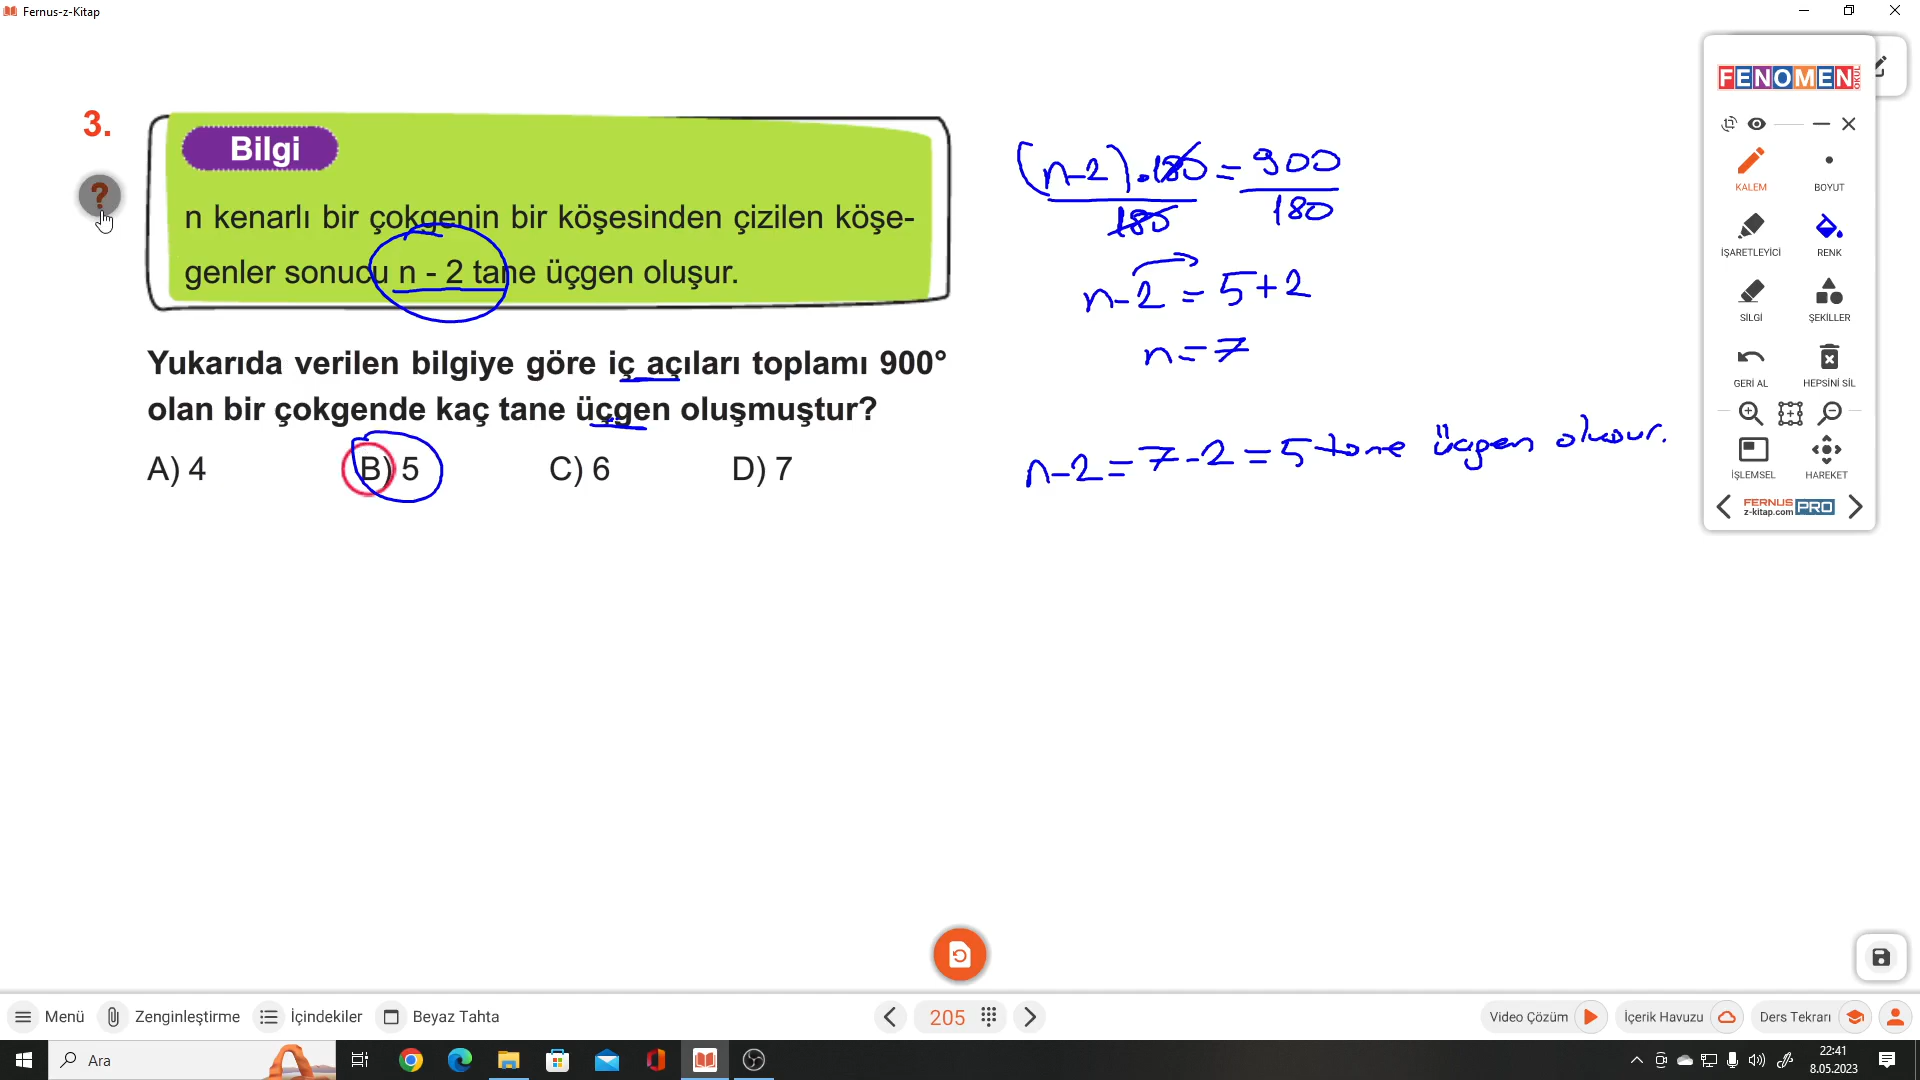 Fernus-z-Kitap
FENOMEN OKUL
3.
Bilgi
n kenarlı bir çokgenin bir köşesinden çizilen köşe-
genler sonucu n - 2 tane üçgen oluşur.
Yukarıda verilen bilgiye göre iç açıları toplamı 900°
olan bir çokgende kaç tane üçgen oluşmuştur?
A) 4 B) 5 C) 6 D) 7
(n-2).180 = 900
180 180
n-2 = 5+2
n=7
n-2=7-2=5 tane üçgen oluşur.
KALEM BOYUT
İŞARETLEYİCİ RENK
SİLGİ ŞEKİLLER
GERİ AL HEPSİNİ SİL
İŞLEMSEL HAREKET
FERNUS
z-kitap.com PRO
Menü Zenginleştirme İçindekiler Beyaz Tahta 205 Video Çözüm İçerik Havuzu Ders Tekrarı
Ara
22:41
8.05.2023